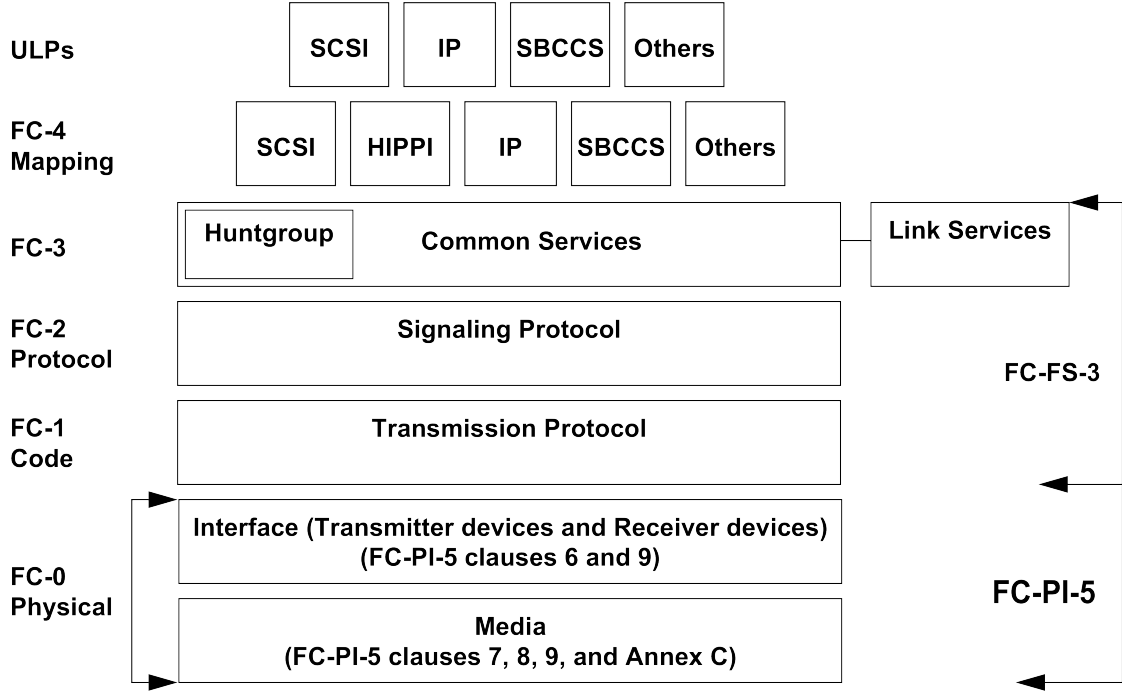 ULPs
SCSI
IP
SBCCS
Others
FC-4
Mapping
SCSI
HIPPI
IP
SBCCS
Others
FC-3
Huntgroup
Common Services
Link Services
FC-2
Protocol
Signaling Protocol
FC-FS-3
FC-1
Code
Transmission Protocol
FC-0
Physical
Interface (Transmitter devices and Receiver devices)
(FC-PI-5 clauses 6 and 9)
FC-PI-5
Media
(FC-PI-5 clauses 7, 8, 9, and Annex C)